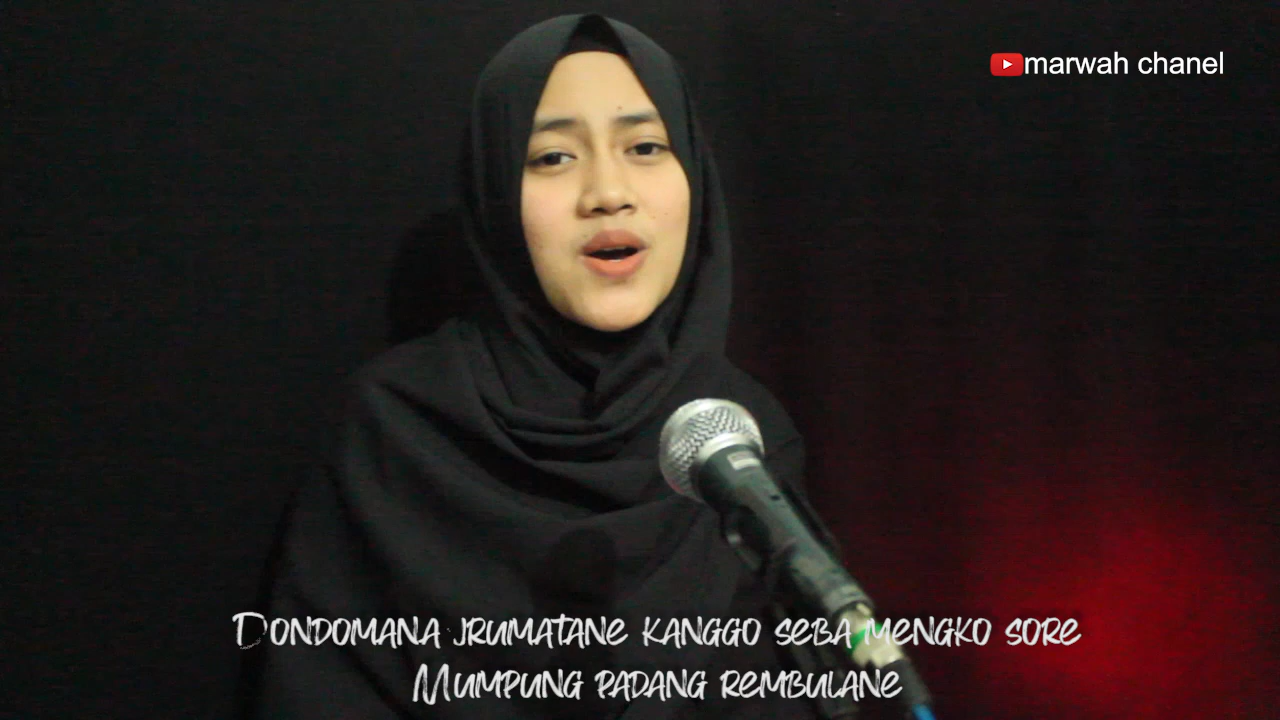 marwah chanel
Dondomana jrumatane kanggo seba mengko sore
Mumpung padang rembulane